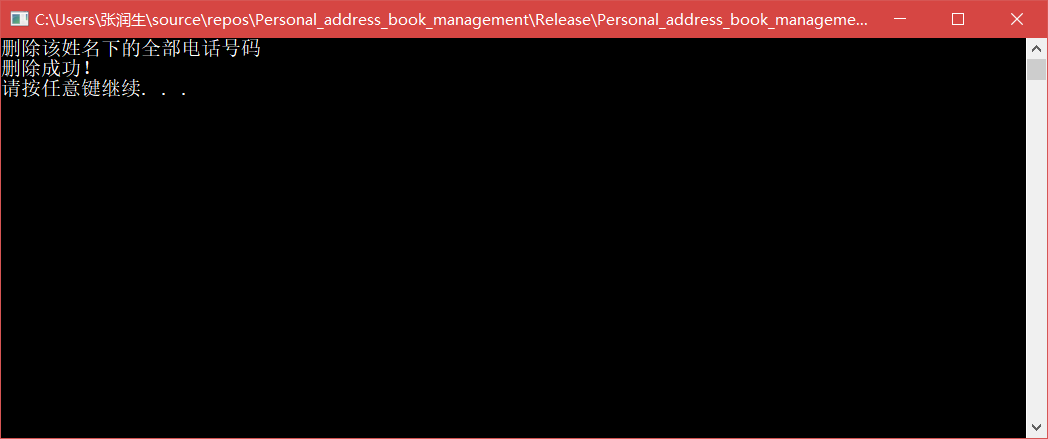 C:\Users\张润生\source\repos\Personal_address_book_management\Release\Personal_address_book_manageme...
删除该姓名下的全部电话号码
删除成功！
请按任意键继续. . .